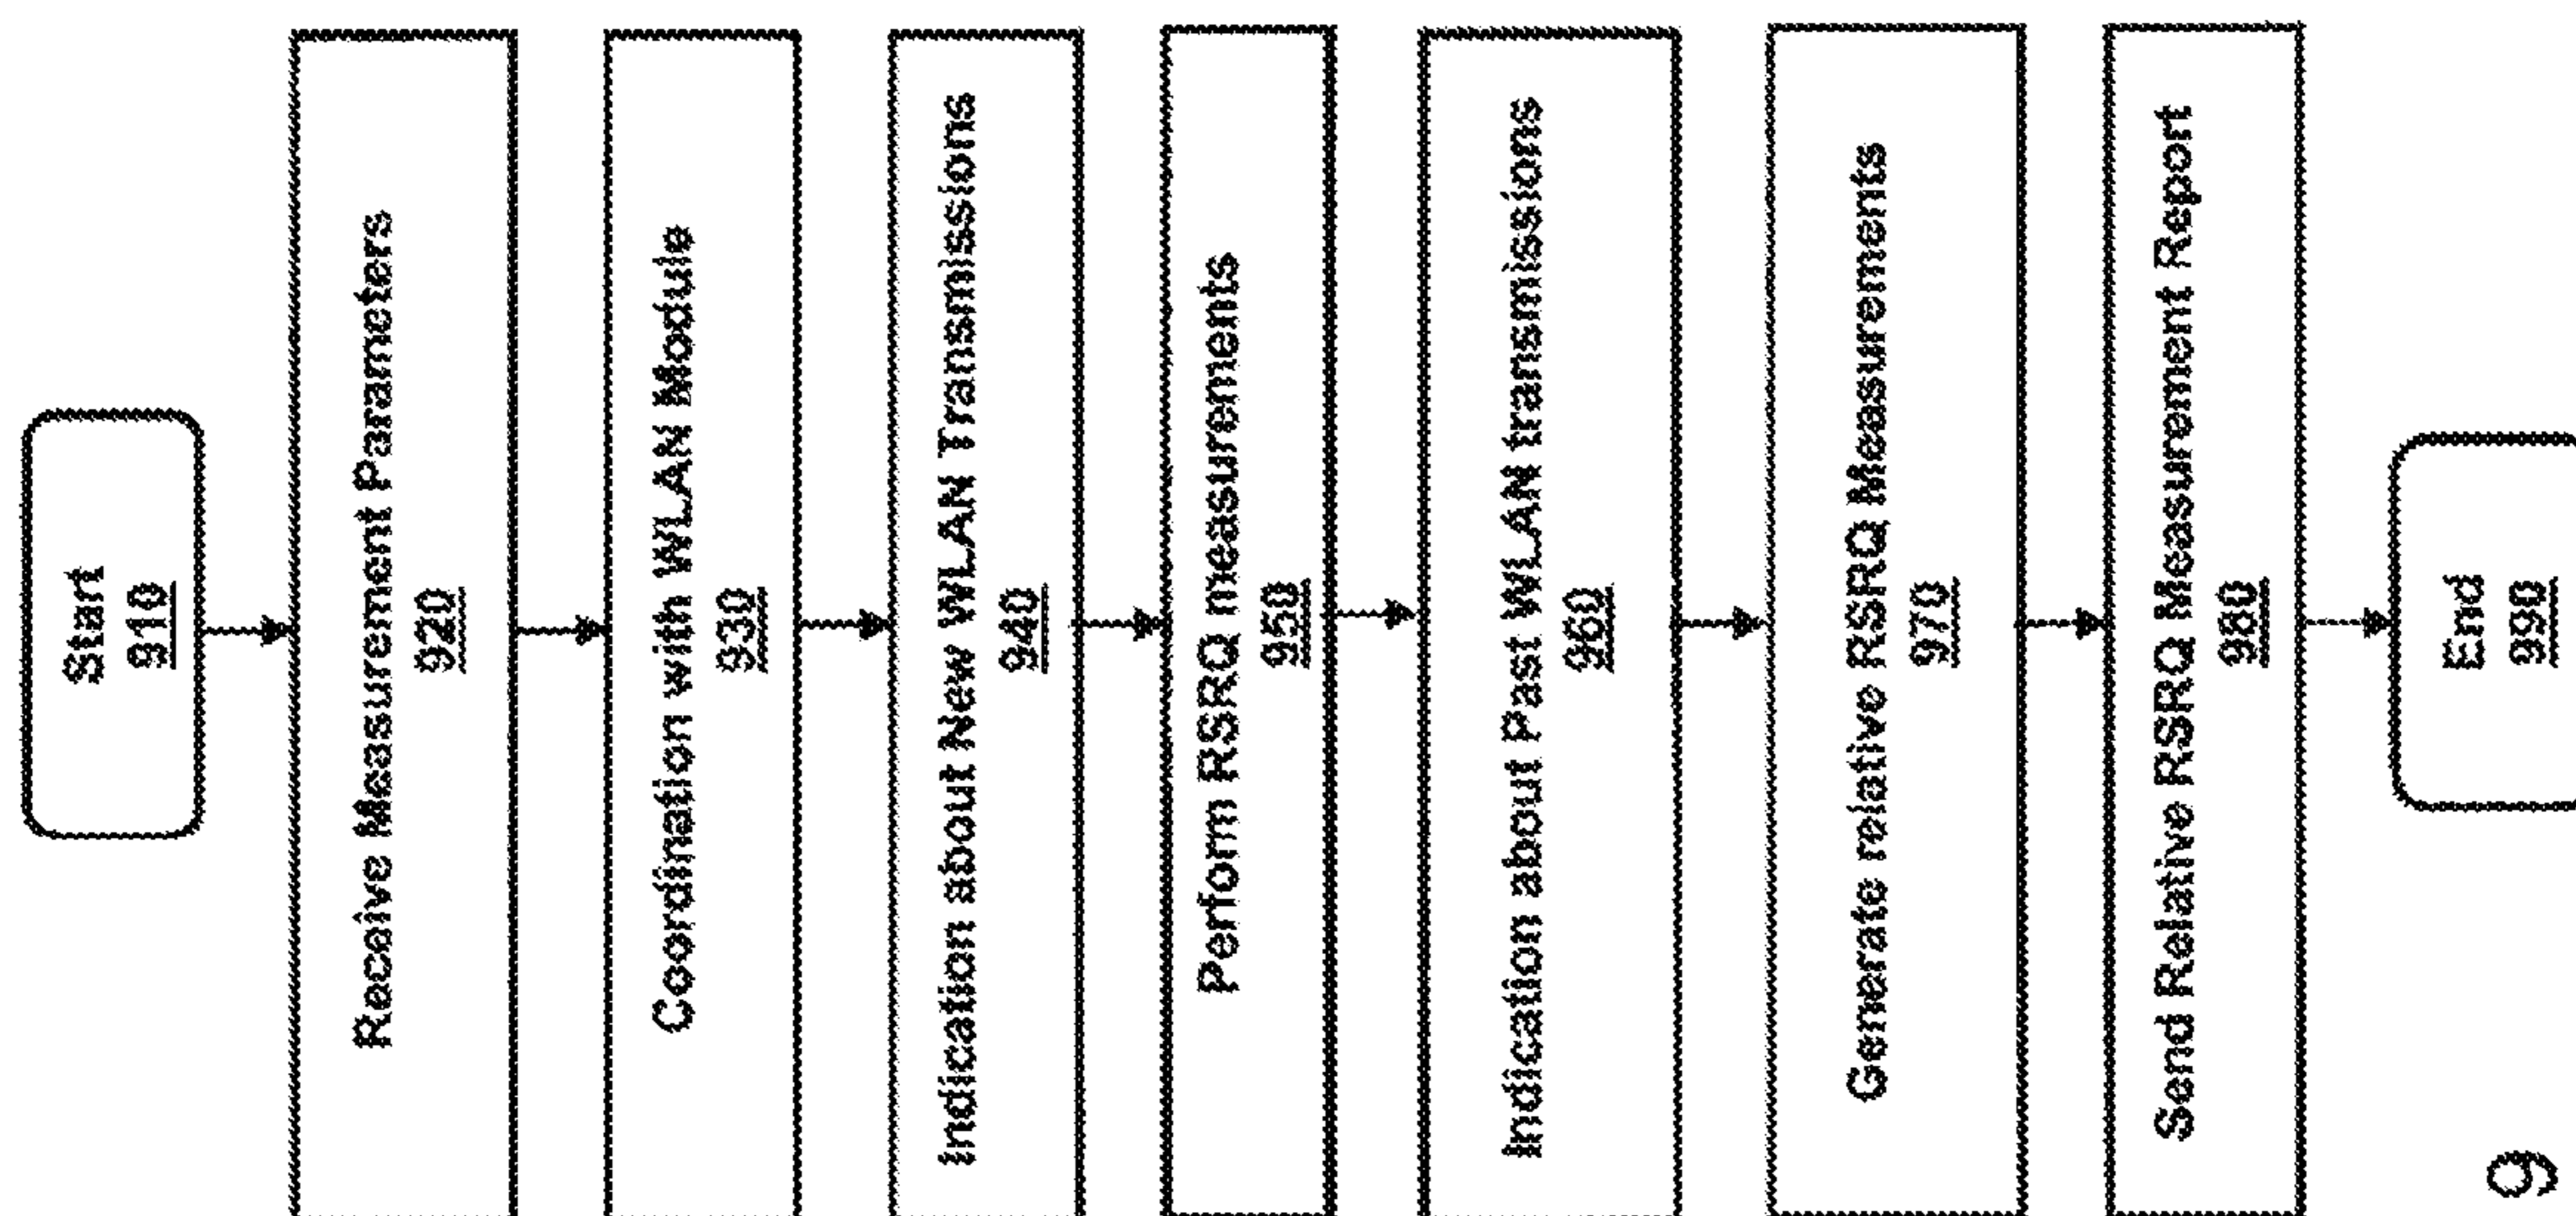 Start
910
Receive Measurement Parameters
920
Coordination with WLAN Module
930
Indication about New WLAN Transmissions
940
Perform RSRQ measurements
950
Indication about Past WLAN transmissions
960
Generate relative RSRQ Measurements
970
Send Relative RSRQ Measurement Report
980
End
990
9